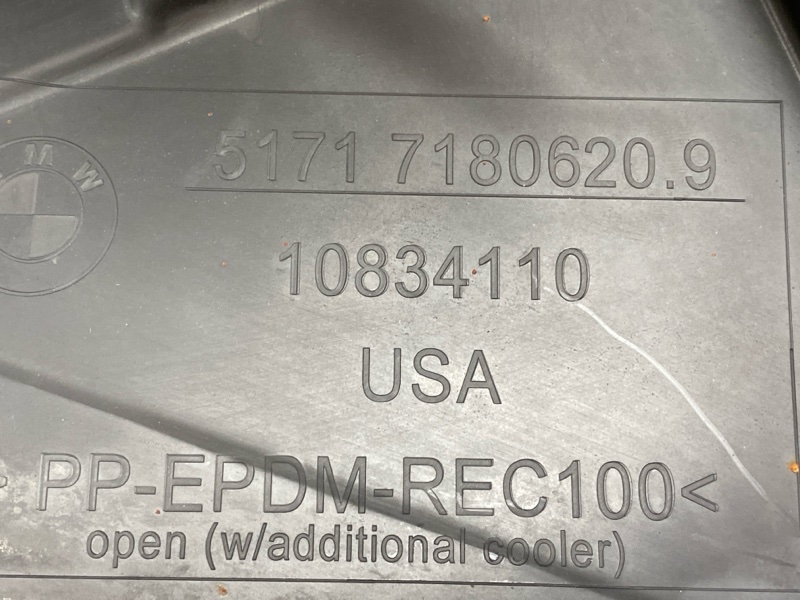 BMW
5171 7180620.9
10834110
USA
PP-EPDM-REC100<
open (w/additional cooler)